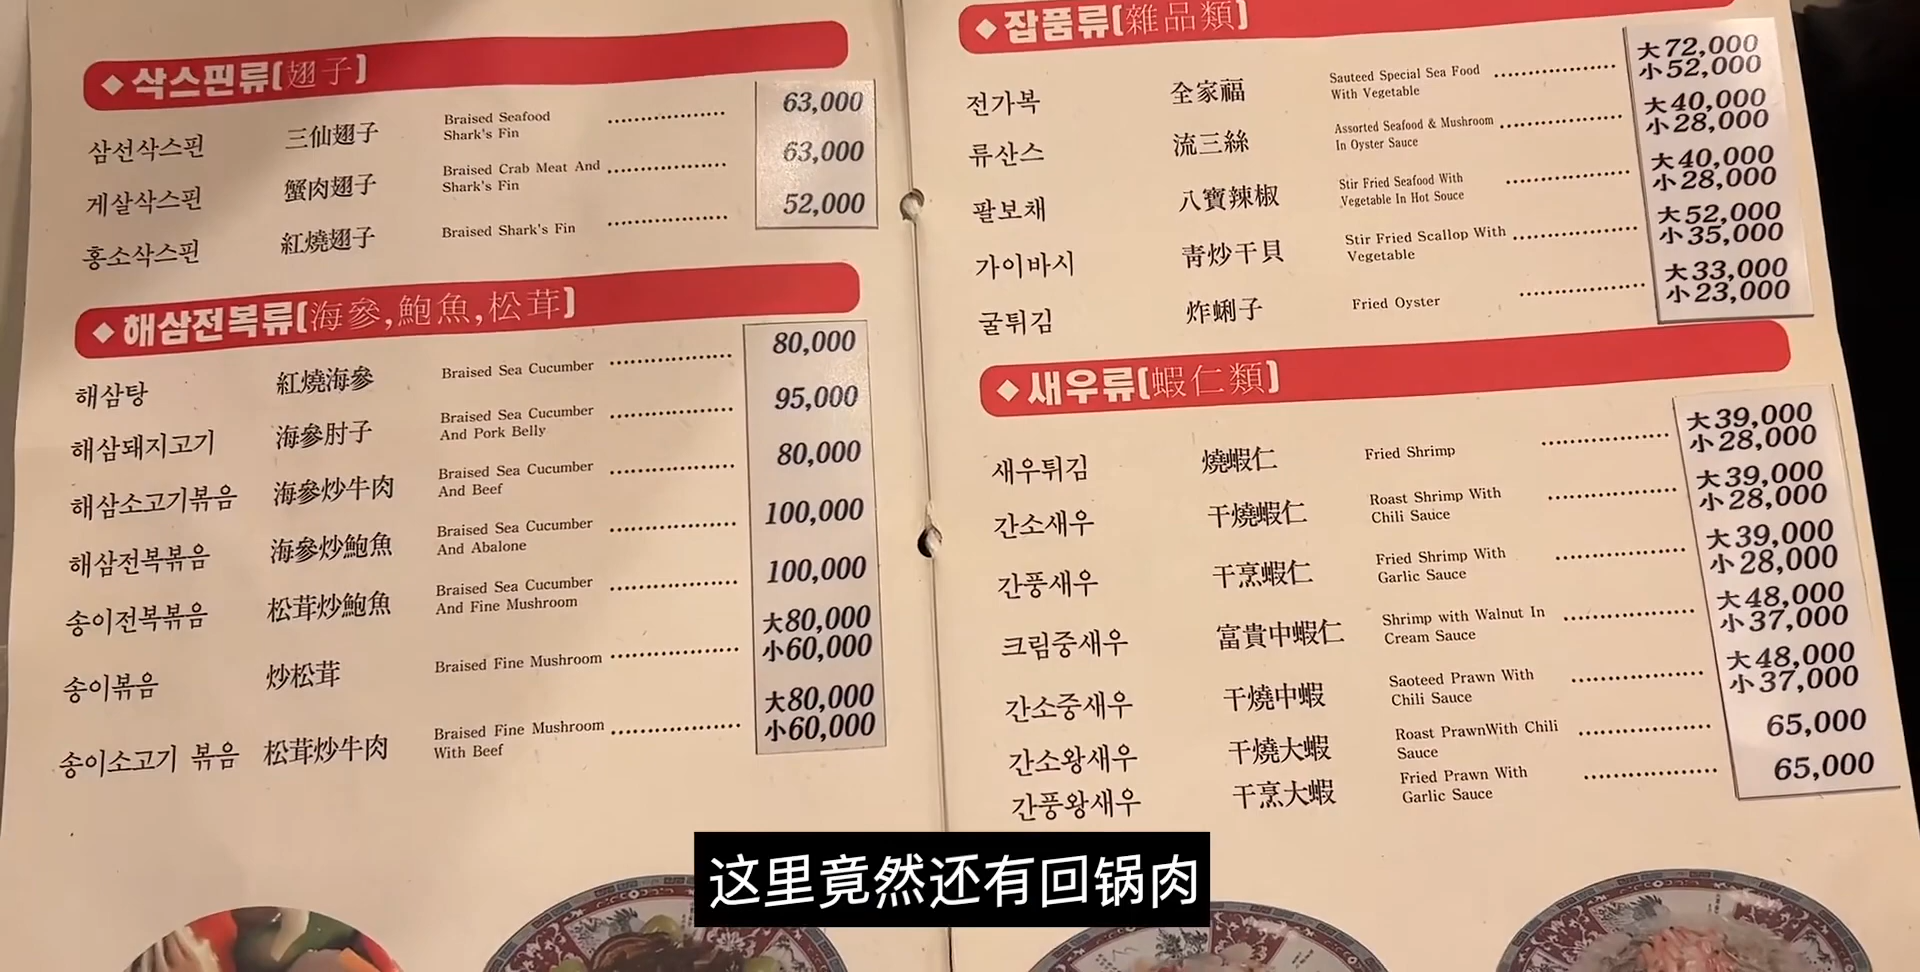 ◆삭스핀류(翅子)
삼선삭스핀 三仙翅子 Braised Seafood Shark's Fin 63,000
게살삭스핀 蟹肉翅子 Braised Crab Meat And Shark's Fin 63,000
홍소삭스핀 紅燒翅子 Braised Shark's Fin 52,000
◆해삼전복류(海參,鮑魚,松茸)
해삼탕 紅燒海參 Braised Sea Cucumber 80,000
해삼돼지고기 海參肘子 Braised Sea Cucumber And Pork Belly 95,000
해삼소고기볶음 海參炒牛肉 Braised Sea Cucumber And Beef 80,000
해삼전복볶음 海參炒鮑魚 Braised Sea Cucumber And Abalone 100,000
송이전복볶음 松茸炒鮑魚 Braised Sea Cucumber And Fine Mushroom 100,000
송이볶음 炒松茸 Braised Fine Mushroom 大80,000 小60,000
송이소고기 볶음 松茸炒牛肉 Braised Fine Mushroom With Beef 大80,000 小60,000
◆잡품류(雜品類)
전가복 全家福 Sauteed Special Sea Food With Vegetable 大72,000 小52,000
류산스 流三絲 Assorted Seafood & Mushroom In Oyster Sauce 大40,000 小28,000
팔보채 八寶辣椒 Stir Fried Seafood With Vegetable In Hot Souce 大40,000 小28,000
가이바시 靑炒干貝 Stir Fried Scallop With Vegetable 大52,000 小35,000
굴튀김 炸蜊子 Fried Oyster 大33,000 小23,000
◆새우류(蝦仁類)
새우튀김 燒蝦仁 Fried Shrimp 大39,000 小28,000
간소새우 干燒蝦仁 Roast Shrimp With Chili Sauce 大39,000 小28,000
간풍새우 干烹蝦仁 Fried Shrimp With Garlic Sauce 大39,000 小28,000
크림중새우 富貴中蝦仁 Shrimp with Walnut In Cream Sauce 大48,000 小37,000
간소중새우 干燒中蝦 Saoteed Prawn With Chili Sauce 大48,000 小37,000
간소왕새우 干燒大蝦 Roast PrawnWith Chili Sauce 65,000
간풍왕새우 干烹大蝦 Fried Prawn With Garlic Sauce 65,000
这里竟然还有回锅肉